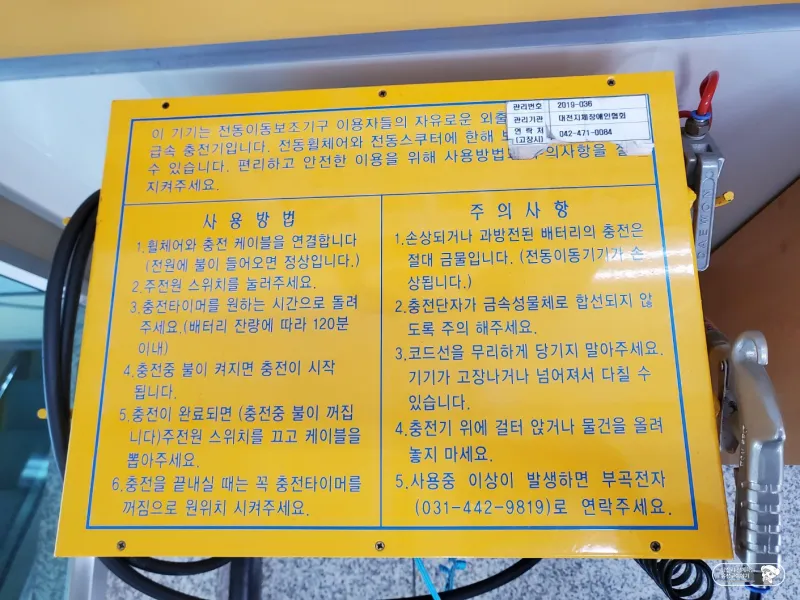 이 기기는 전동이동보조기구 이용자들의 자유로운 외출
급속 충전기입니다. 전동휠체어와 전동스쿠터에 한해
수 있습니다. 편리하고 안전한 이용을 위해 사용방법 주의사항을 잘
지켜주세요.
관리번호 2019-036
관리기관 대전지체장애인협회
연 락 처 042-471-0084
(고장시)
사용방법
1.휠체어와 충전 케이블을 연결합니다
(전원에 불이 들어오면 정상입니다.)
2.주전원 스위치를 눌러주세요.
3.충전타이머를 원하는 시간으로 돌려
주세요.(배터리 잔량에 따라 120분
이내)
4.충전중 불이 켜지면 충전이 시작
됩니다.
5.충전이 완료되면 (충전중 불이 꺼집
니다)주전원 스위치를 끄고 케이블을
뽑아주세요.
6.충전을 끝내실 때는 꼭 충전타이머를
꺼짐으로 원위치 시켜주세요.
주의사항
1.손상되거나 과방전된 배터리의 충전은
절대 금물입니다. (전동이동기기가 손
상됩니다.)
2.충전단자가 금속성물체로 합선되지 않
도록 주의 해주세요.
3.코드선을 무리하게 당기지 말아주세요.
기기가 고장나거나 넘어져서 다칠 수
있습니다.
4.충전기 위에 걸터 앉거나 물건을 올려
놓지 마세요.
5.사용중 이상이 발생하면 부곡전자
(031-442-9819)로 연락주세요.
DAEWOO